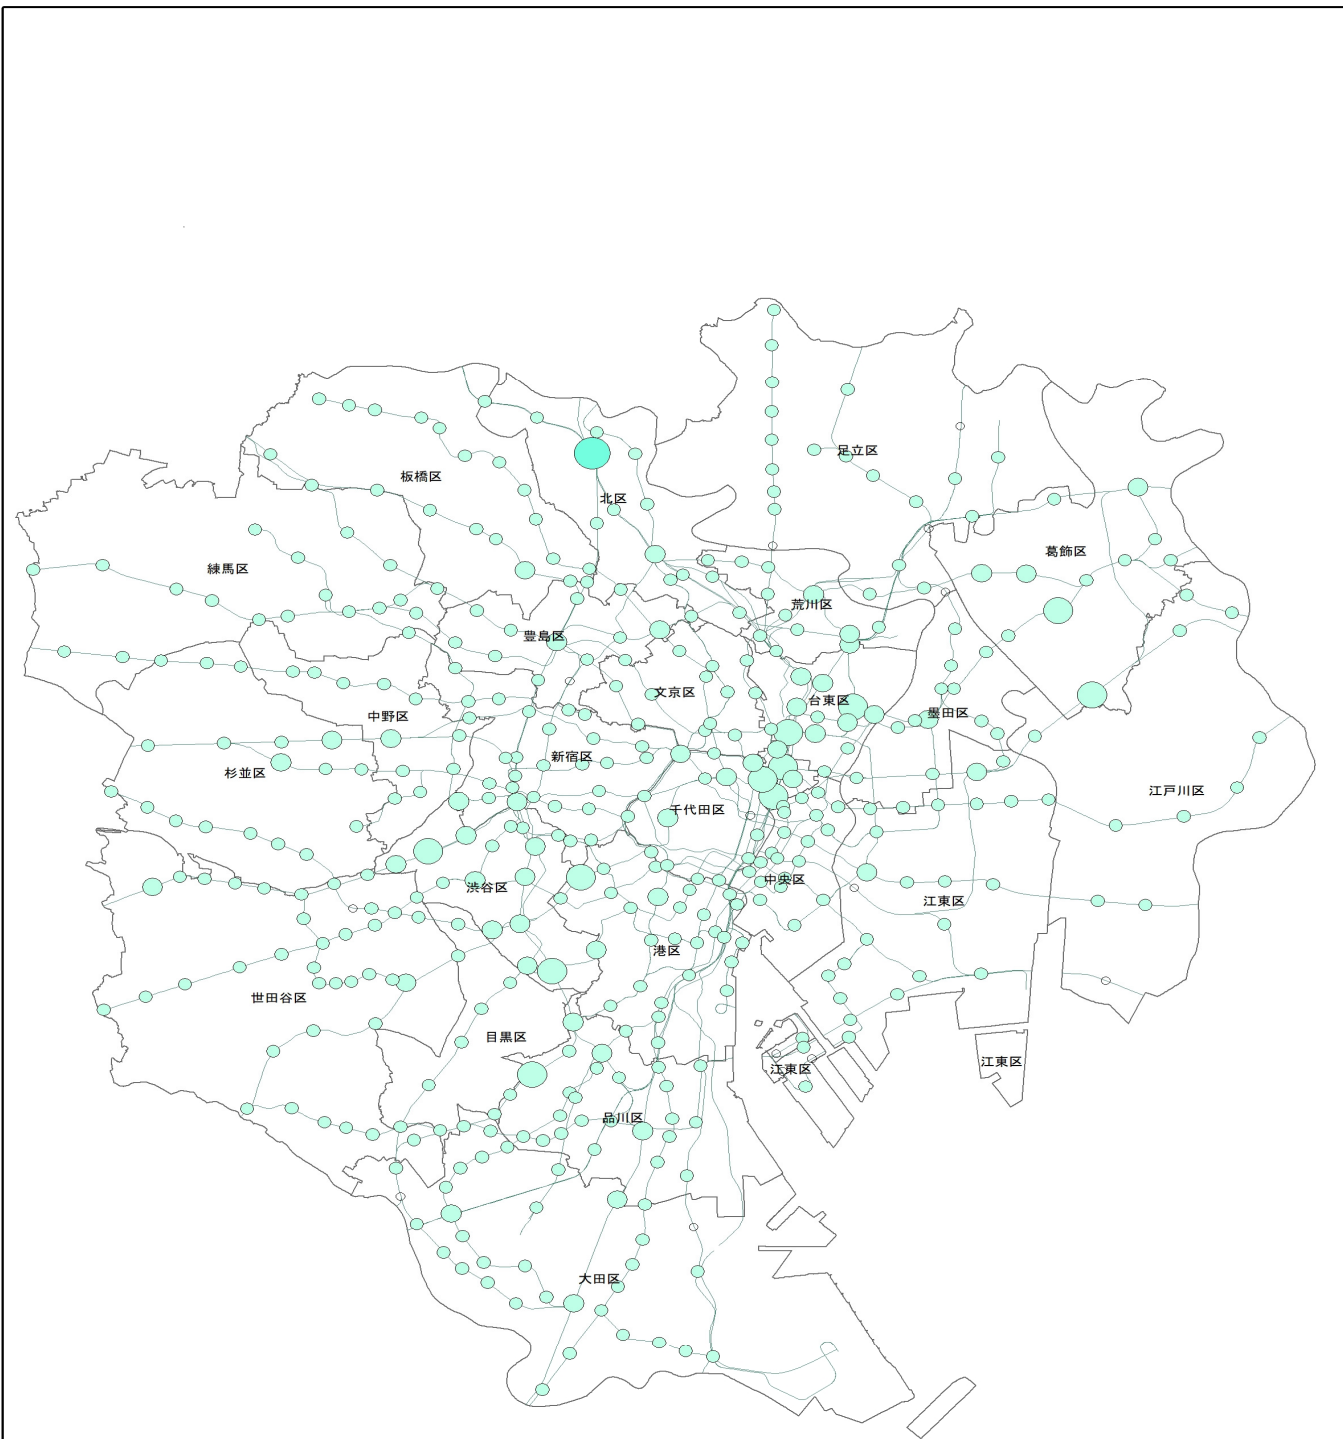 足立区
板橋区
北区
葛飾区
練馬区
荒川区
豊島区
文京区
台東区
墨田区
中野区
新宿区
杉並区
江戸川区
千代田区
中央区
渋谷区
江東区
港区
世田谷区
目黒区
江東区
江東区
品川区
大田区